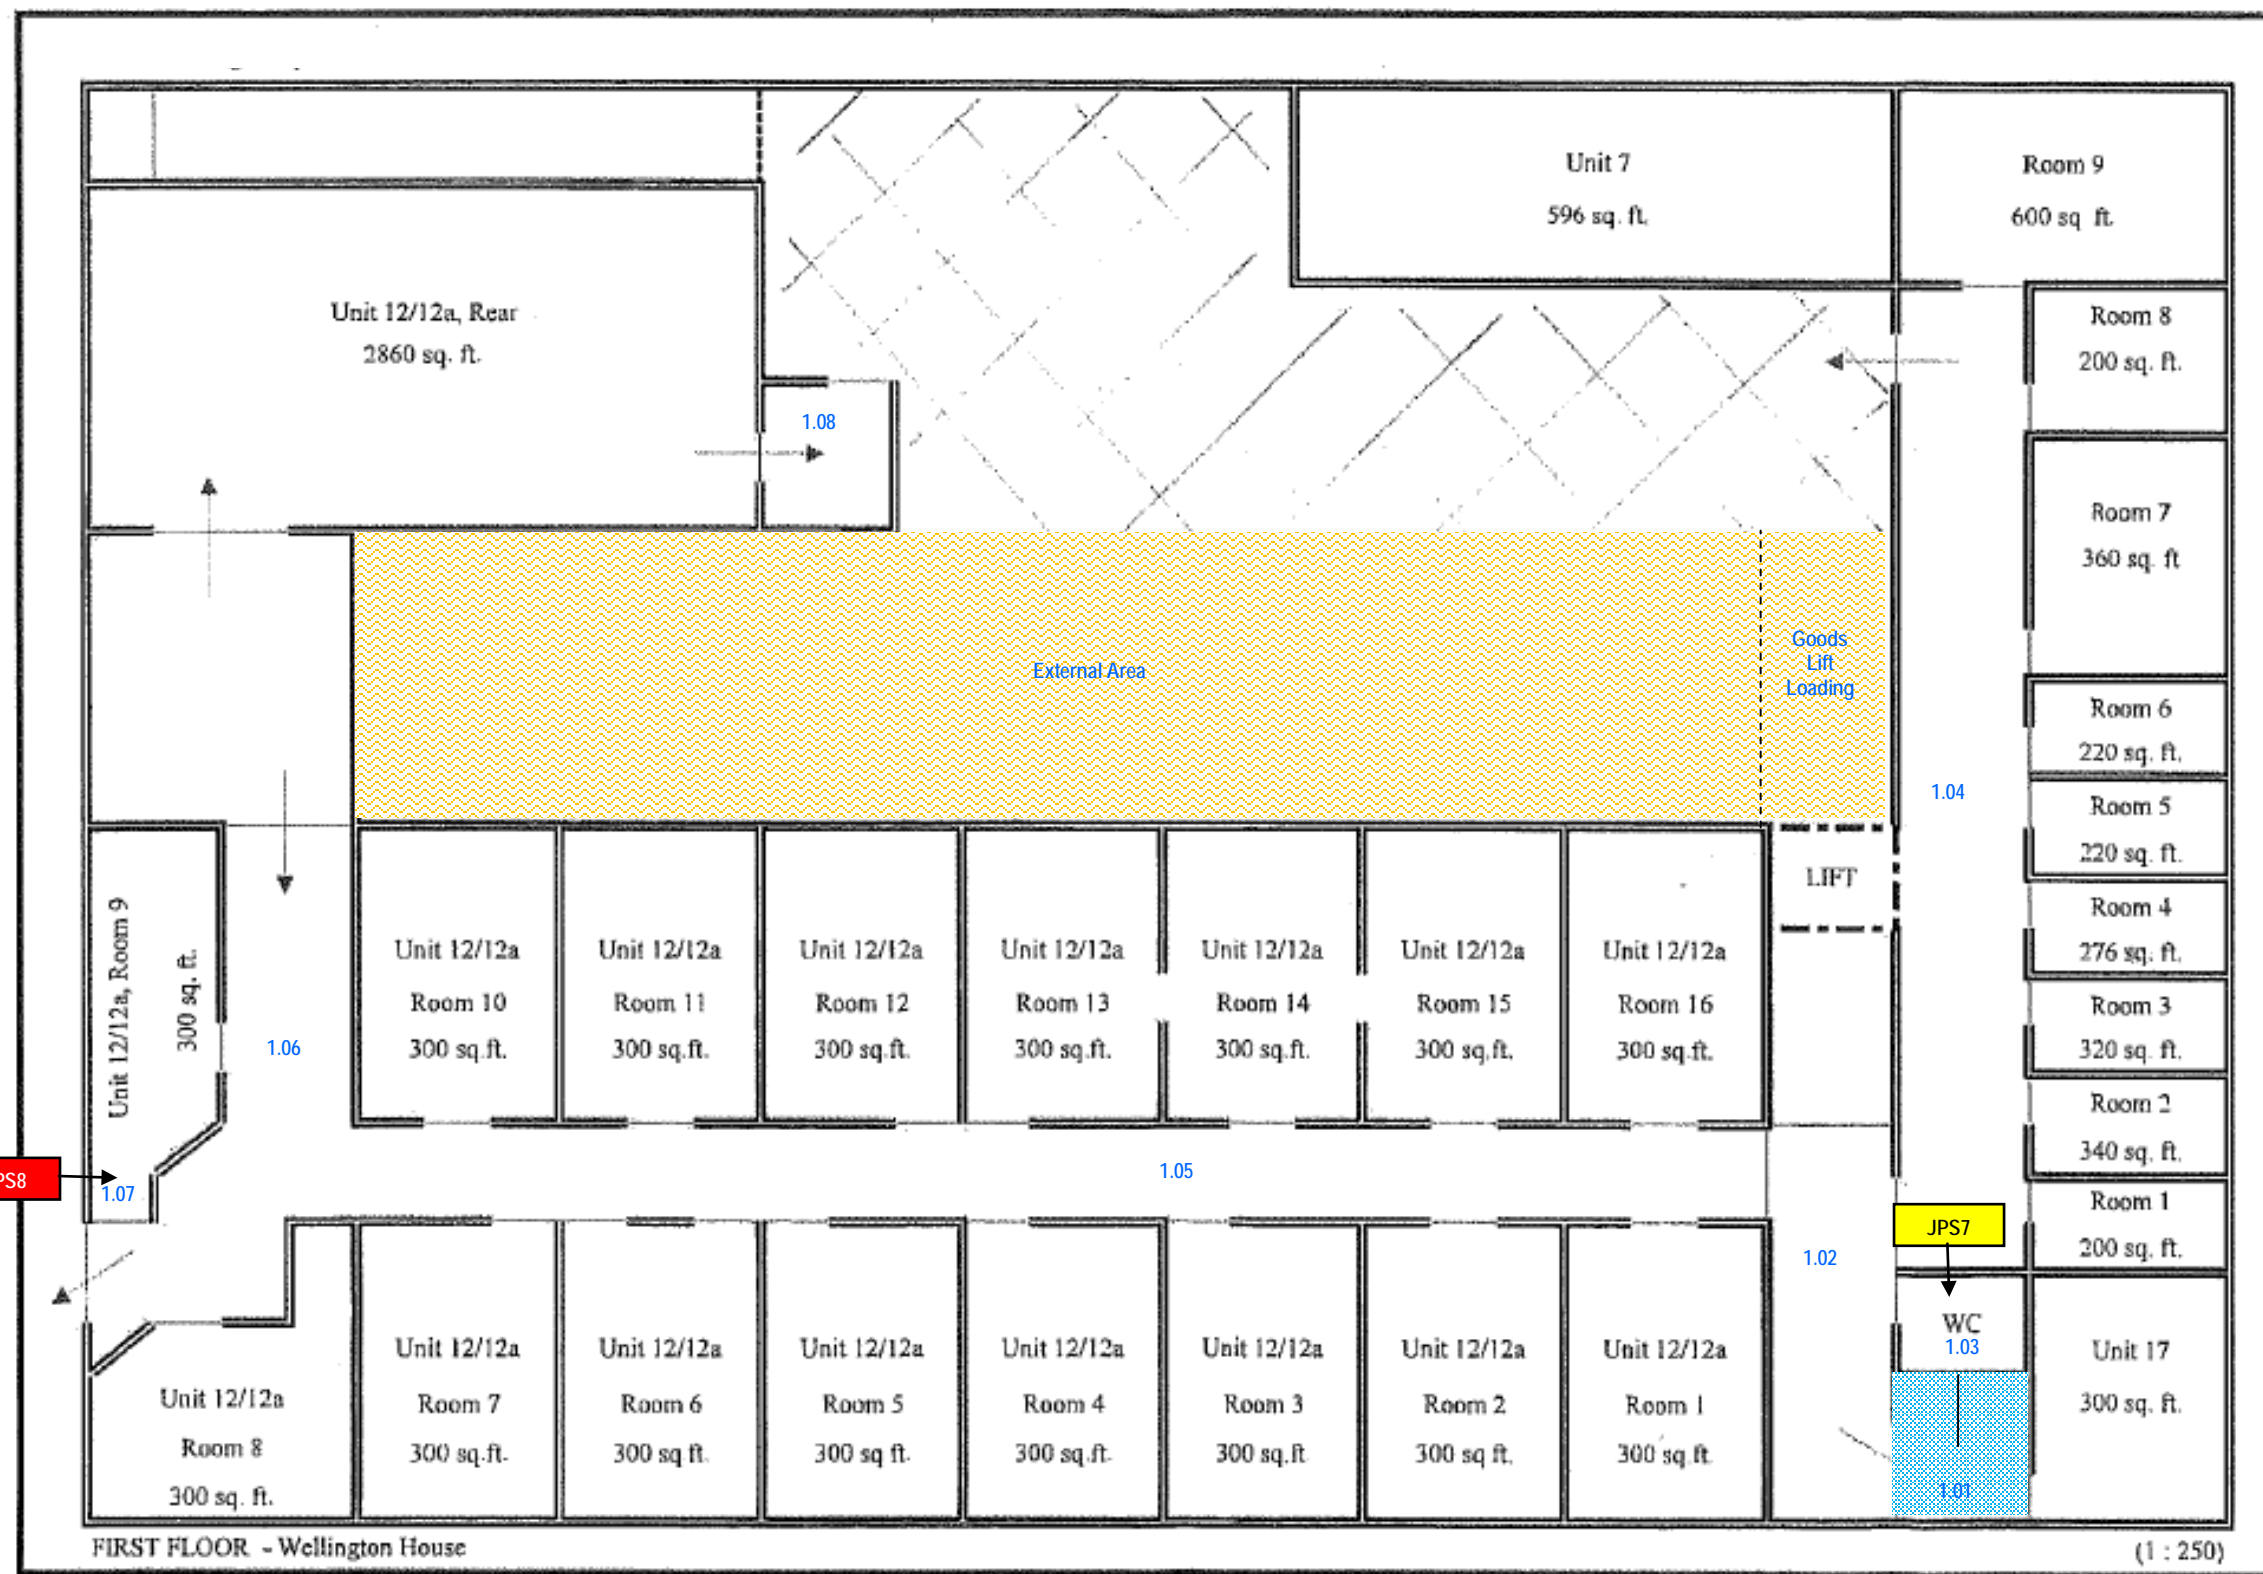 Unit 7
596 sq. ft.
Room 9
600 sq ft.
Unit 12/12a, Rear
2860 sq. ft.
Room 8
200 sq. ft.
1.08
Room 7
360 sq. ft
External Area
Goods
Lift
Loading
Room 6
220 sq. ft.
1.04
Room 5
220 sq. ft.
LIFT
Room 4
276 sq. ft.
Unit 12/12a, Room 9
300 sq. ft.
1.06
Unit 12/12a
Room 10
300 sq.ft.
Unit 12/12a
Room 11
300 sq.ft.
Unit 12/12a
Room 12
300 sq.ft.
Unit 12/12a
Room 13
300 sq.ft.
Unit 12/12a
Room 14
300 sq.ft.
Unit 12/12a
Room 15
300 sq.ft.
Unit 12/12a
Room 16
300 sq.ft.
Room 3
320 sq. ft.
Room 2
340 sq. ft.
PS8
1.07
1.05
Room 1
200 sq. ft.
JPS7
1.02
WC
1.03
Unit 17
300 sq. ft.
Unit 12/12a
Room 8
300 sq. ft.
Unit 12/12a
Room 7
300 sq.ft.
Unit 12/12a
Room 6
300 sq ft.
Unit 12/12a
Room 5
300 sq ft.
Unit 12/12a
Room 4
300 sq.ft.
Unit 12/12a
Room 3
300 sq.ft
Unit 12/12a
Room 2
300 sq ft.
Unit 12/12a
Room 1
300 sq.ft.
1.01
FIRST FLOOR - Wellington House
(1 : 250)